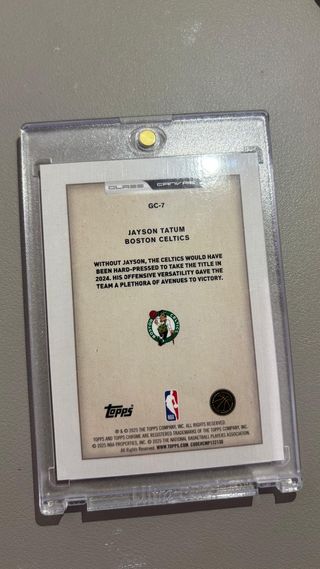 GLASS CANVAS
GC-7
JAYSON TATUM
BOSTON CELTICS
WITHOUT JAYSON, THE CELTICS WOULD HAVE
BEEN HARD-PRESSED TO TAKE THE TITLE IN
2024. HIS OFFENSIVE VERSATILITY GAVE THE
TEAM A PLETHORA OF AVENUES TO VICTORY.
BOSTON CELTICS
Topps
NBA
® & © 2025 THE TOPPS COMPANY, INC. ALL RIGHTS RESERVED.
TOPPS AND TOPPS CHROME ARE REGISTERED TRADEMARKS OF THE TOPPS COMPANY, INC.
© 2025 NBA PROPERTIES, INC. © 2025 THE NATIONAL BASKETBALL PLAYERS ASSOCIATION.
All Rights Reserved. WWW.TOPPS.COM.